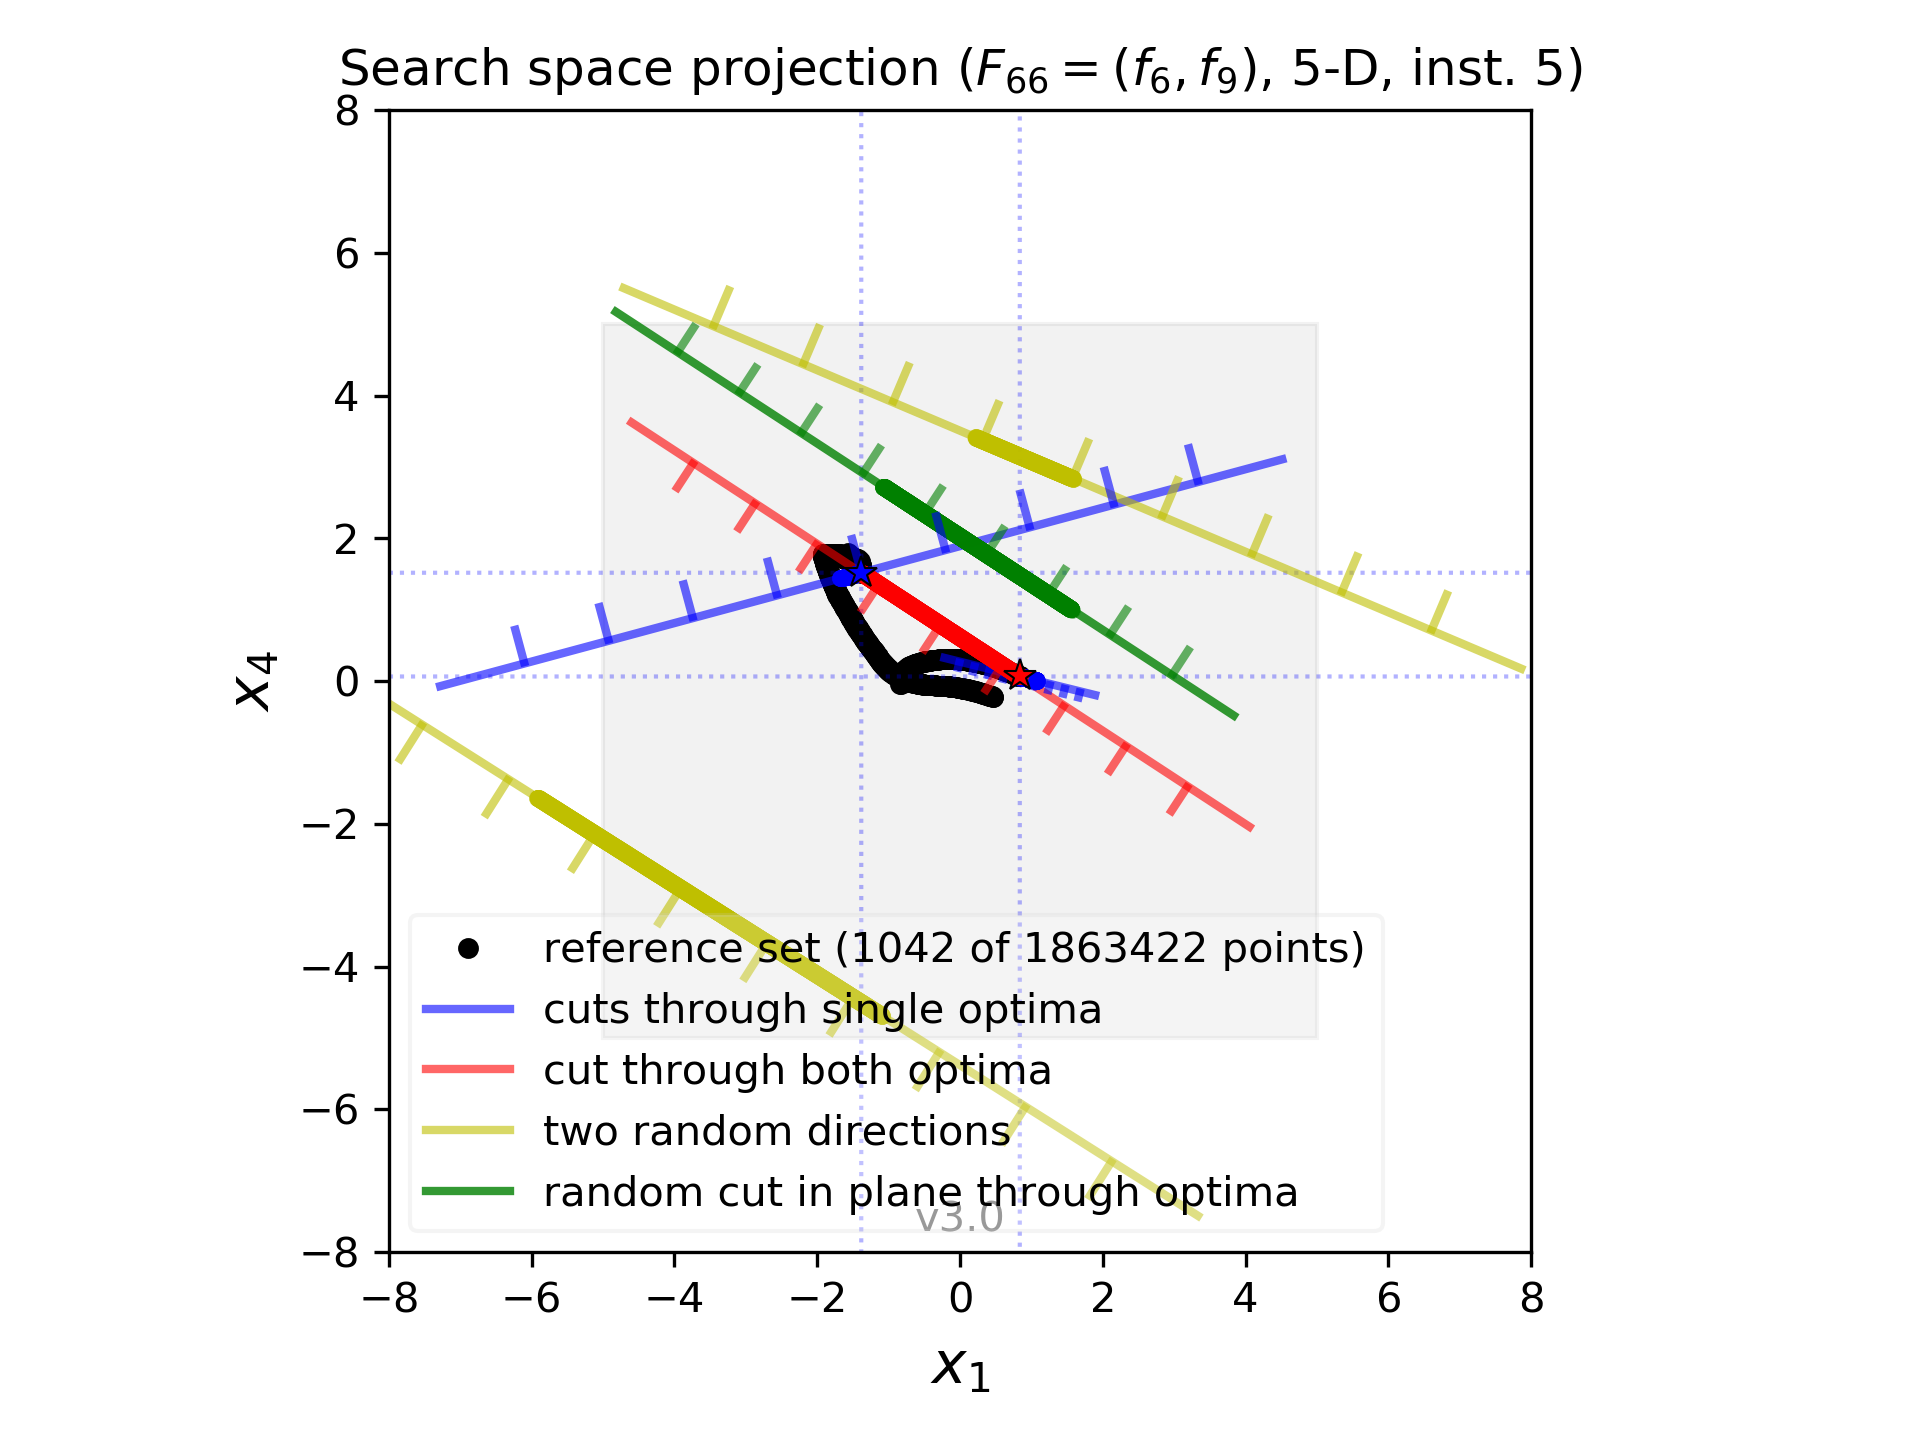 Search space projection (F₆₆ = (f₆, f₉), 5-D, inst. 5)
8
6
4
2
0
−2
−4
−6
−8
x₄
reference set (1042 of 1863422 points)
cuts through single optima
cut through both optima
two random directions
random cut in plane through optima
v3.0
−8 −6 −4 −2 0 2 4 6 8
x₁